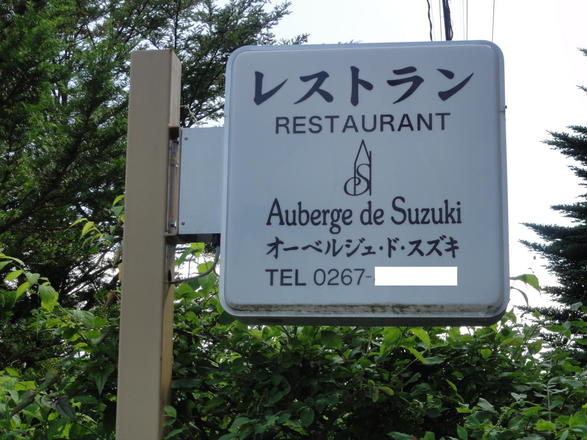 レストラン
RESTAURANT
Auberge de Suzuki
オーベルジュ・ド・スズキ
TEL 0267-